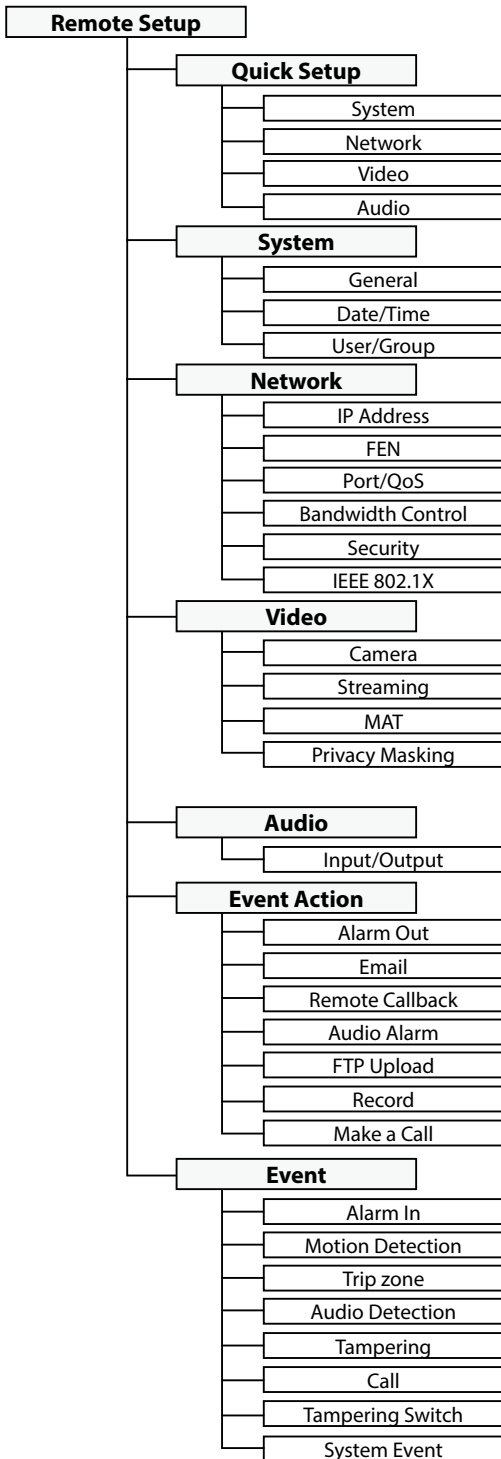 Remote Setup
Quick Setup
System
Network
Video
Audio
System
General
Date/Time
User/Group
Network
IP Address
FEN
Port/QoS
Bandwidth Control
Security
IEEE 802.1X
Video
Camera
Streaming
MAT
Privacy Masking
Audio
Input/Output
Event Action
Alarm Out
Email
Remote Callback
Audio Alarm
FTP Upload
Record
Make a Call
Event
Alarm In
Motion Detection
Trip zone
Audio Detection
Tampering
Call
Tampering Switch
System Event